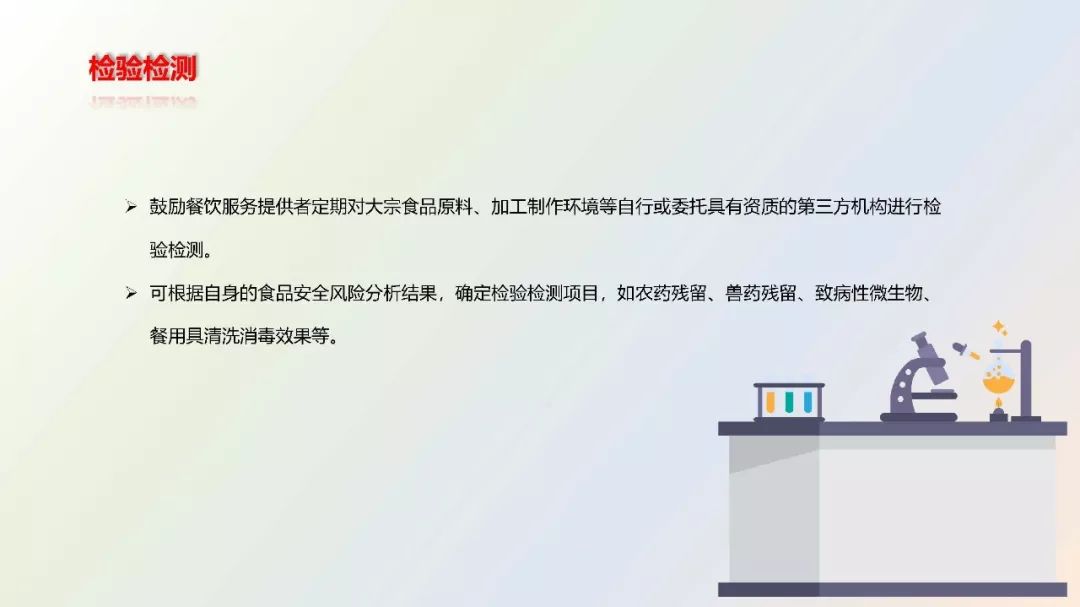 检验检测
➢ 鼓励餐饮服务提供者定期对大宗食品原料、加工制作环境等自行或委托具有资质的第三方机构进行检
验检测。
➢ 可根据自身的食品安全风险分析结果，确定检验检测项目，如农药残留、兽药残留、致病性微生物、
餐用具清洗消毒效果等。